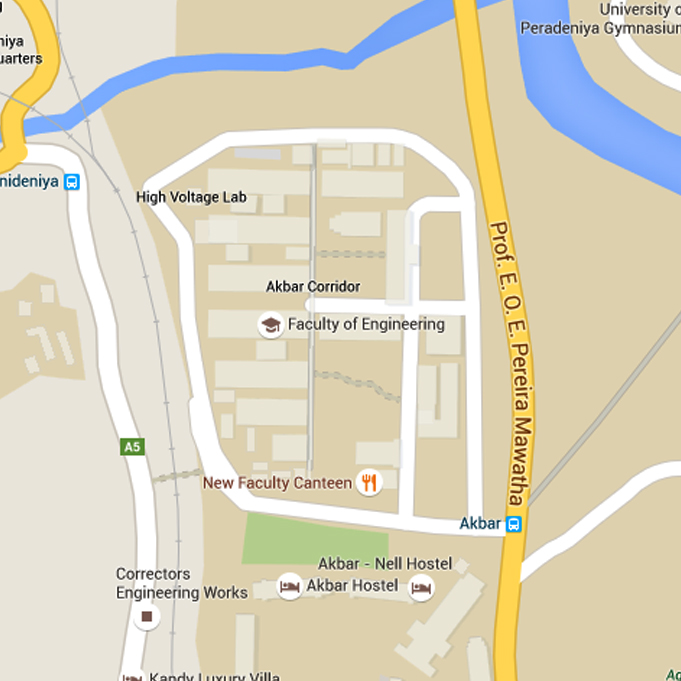 University o
Peradeniya Gymnasium
niya
uarters
nideniya
High Voltage Lab
Prof. E. O. E. Pereira Mawatha
Akbar Corridor
Faculty of Engineering
A5
New Faculty Canteen
Akbar
Akbar - Nell Hostel
Akbar Hostel
Correctors
Engineering Works
Kandy Luxury Villa
Ag